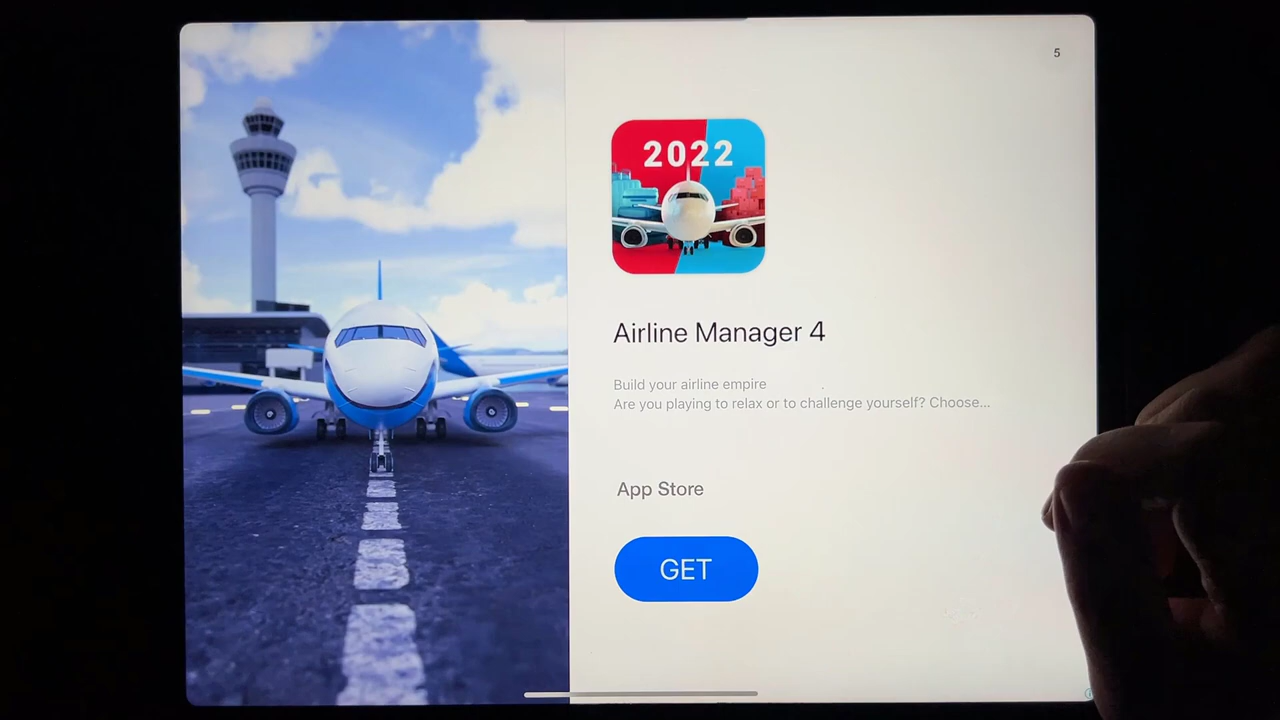 5
2022
Airline Manager 4
Build your airline empire
Are you playing to relax or to challenge yourself? Choose...
App Store
GET